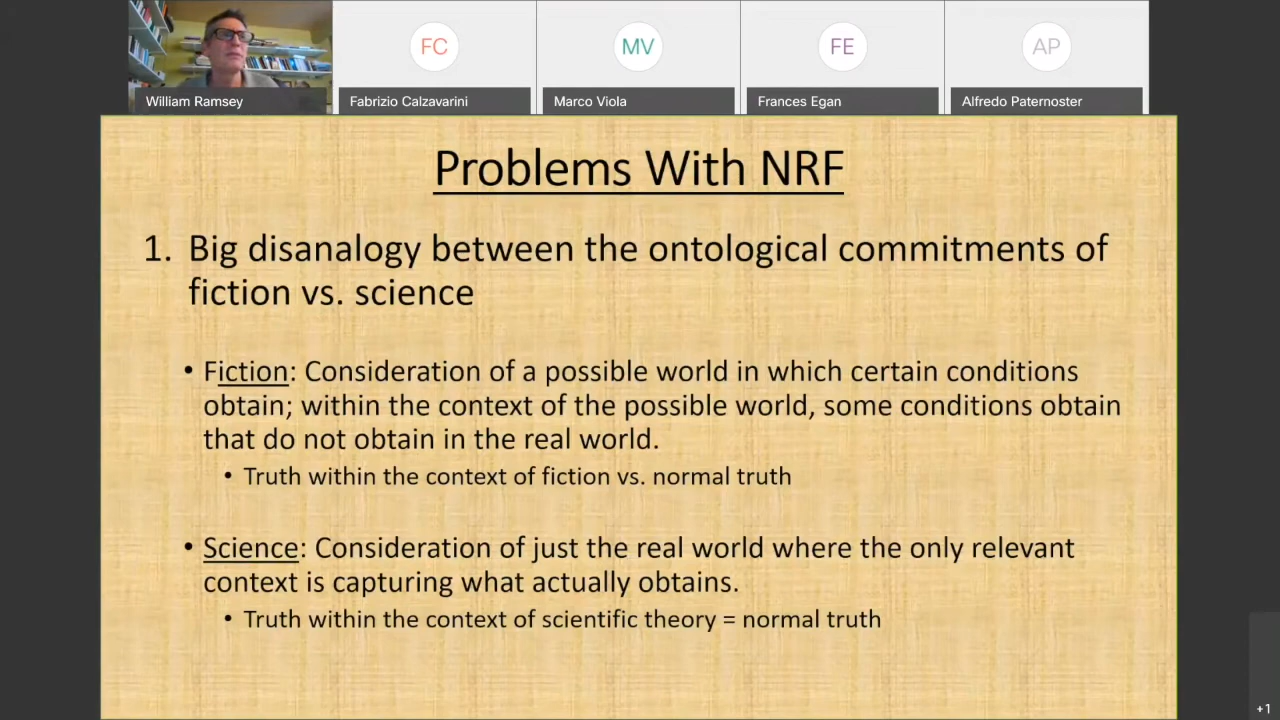 FC
MV
FE
AP
William Ramsey
Fabrizio Calzavarini
Marco Viola
Frances Egan
Alfredo Paternoster
Problems With NRF
1. Big disanalogy between the ontological commitments of
fiction vs. science
• Fiction: Consideration of a possible world in which certain conditions
obtain; within the context of the possible world, some conditions obtain
that do not obtain in the real world.
• Truth within the context of fiction vs. normal truth
• Science: Consideration of just the real world where the only relevant
context is capturing what actually obtains.
• Truth within the context of scientific theory = normal truth
+1